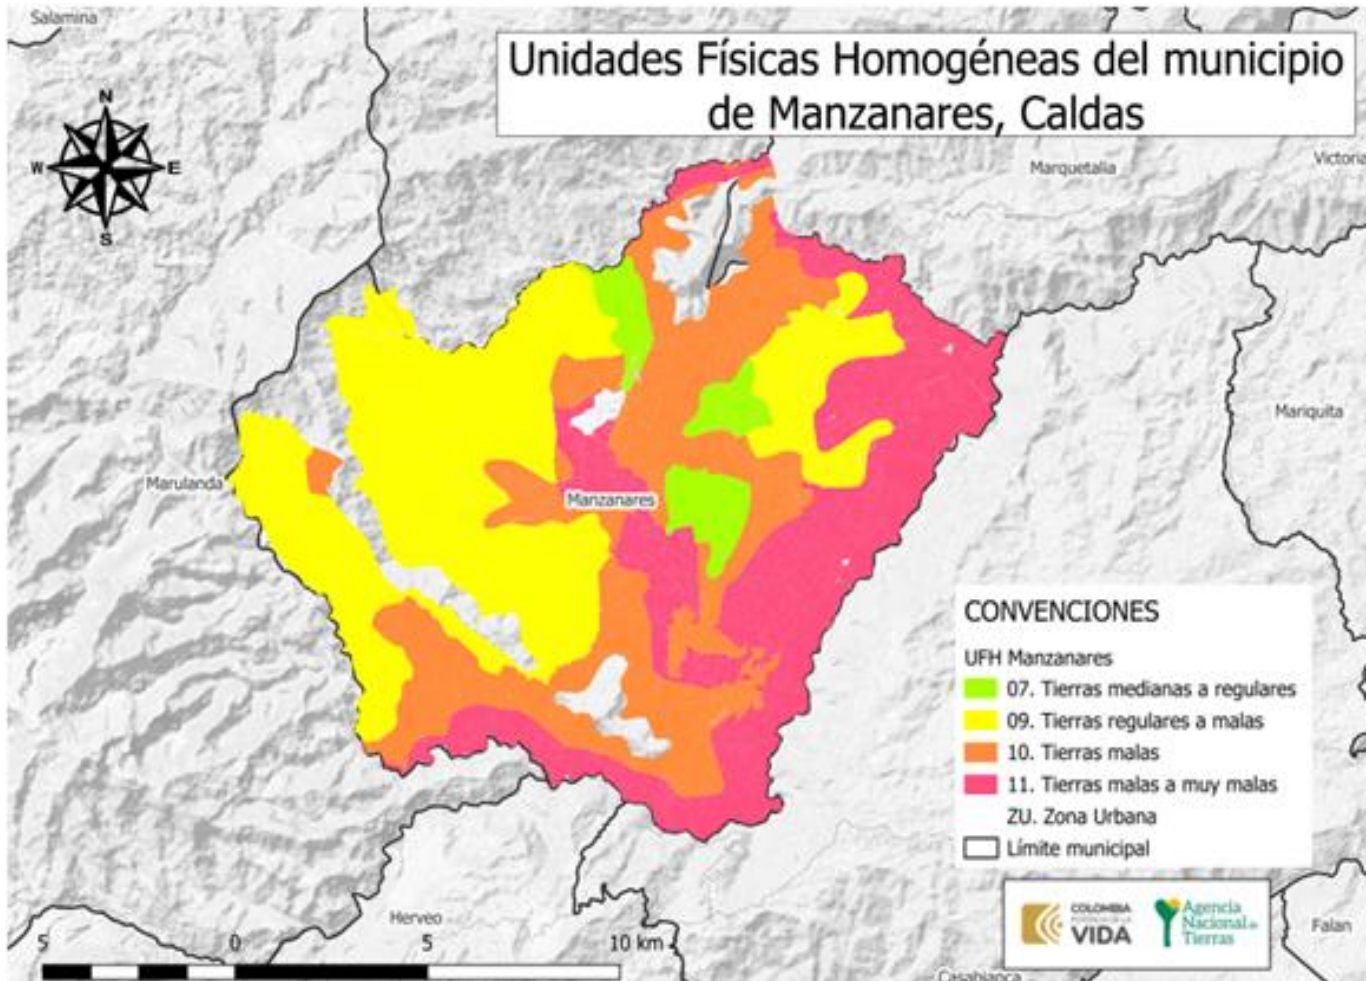 Salamina
Unidades Físicas Homogéneas del municipio
de Manzanares, Caldas
N
W
E
S
Marquetalia
Victoria
Mariquita
Marulanda
Manzanares
CONVENCIONES
UFH Manzanares
07. Tierras medianas a regulares
09. Tierras regulares a malas
10. Tierras malas
11. Tierras malas a muy malas
ZU. Zona Urbana
Límite municipal
COLOMBIA
VIDA
Agencia
Nacional de
Tierras
Herveo
Falan
5 0 5 10 km
Casabianca